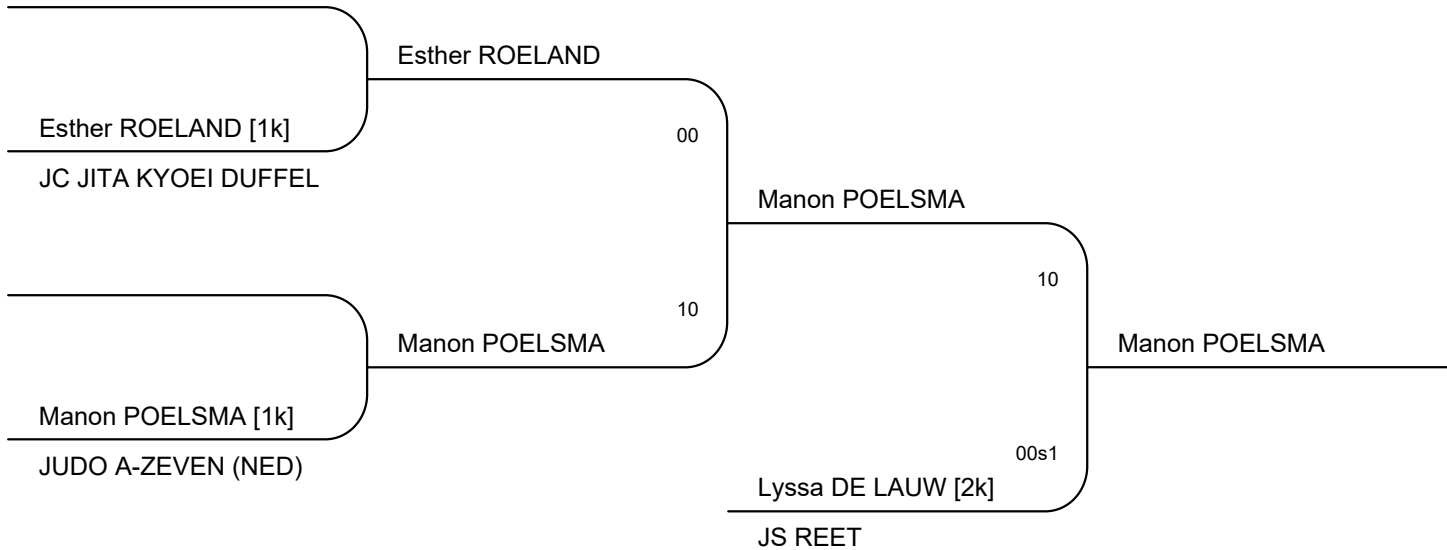 Esther ROELAND
Esther ROELAND [1k]
00
JC JITA KYOEI DUFFEL
Manon POELSMA
10
10
Manon POELSMA
Manon POELSMA
Manon POELSMA [1k]
00s1
JUDO A-ZEVEN (NED)
Lyssa DE LAUW [2k]
JS REET